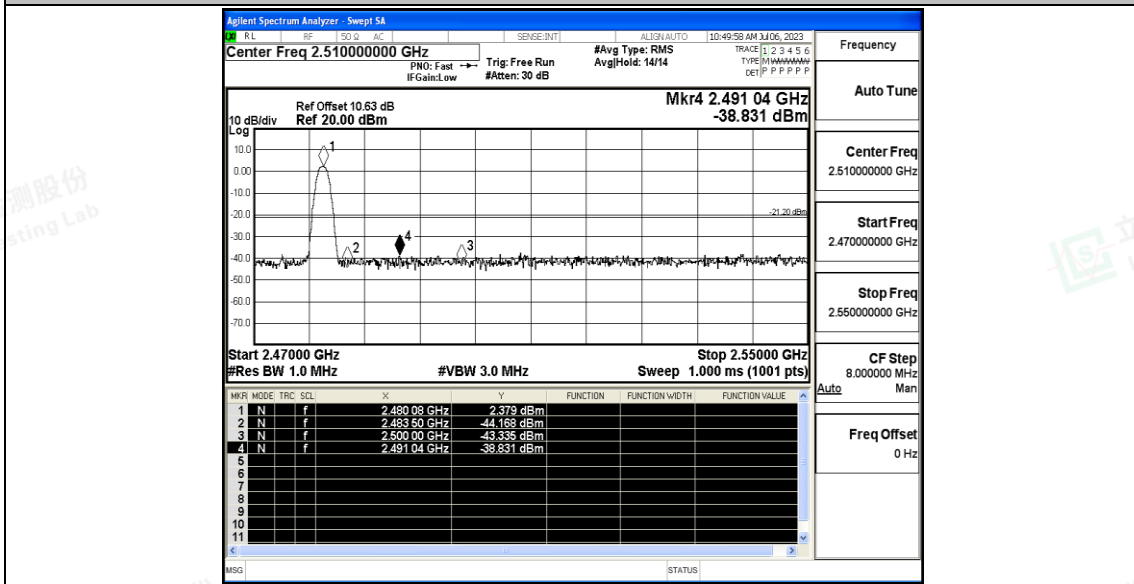 Agilent Spectrum Analyzer - Swept SA
LXI RL RF 50 Ω AC SENSE:INT ALIGN AUTO 10:49:58 AM Jul 06, 2023
Center Freq 2.510000000 GHz
PNO: Fast
IFGain:Low
Trig: Free Run
#Atten: 30 dB
#Avg Type: RMS
Avg|Hold: 14/14
TRACE 1 2 3 4 5 6
TYPE M W W W W W
DET P P P P P P
Mkr4 2.491 04 GHz
-38.831 dBm
Ref Offset 10.63 dB
10 dB/div Ref 20.00 dBm
Log
10.0
0.00
-10.0
-20.0
-30.0
-40.0
-50.0
-60.0
-70.0
1
2
4
3
-21.20 dBm
Start 2.47000 GHz Stop 2.55000 GHz
#Res BW 1.0 MHz #VBW 3.0 MHz Sweep 1.000 ms (1001 pts)
MKR MODE TRC SCL X Y FUNCTION FUNCTION WIDTH FUNCTION VALUE
1 N f 2.480 08 GHz 2.379 dBm
2 N f 2.483 50 GHz -44.168 dBm
3 N f 2.500 00 GHz -43.335 dBm
4 N f 2.491 04 GHz -38.831 dBm
5
6
7
8
9
10
11
MSG STATUS
Frequency
Auto Tune
Center Freq
2.510000000 GHz
Start Freq
2.470000000 GHz
Stop Freq
2.550000000 GHz
CF Step
8.000000 MHz
Auto Man
Freq Offset
0 Hz
测股份
sting Lab
立